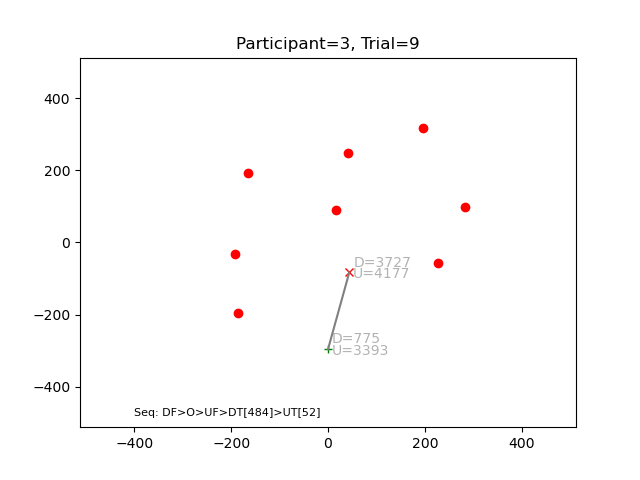 Participant=3, Trial=9
400
200
0
−200
−400
D=3727
U=4177
D=775
U=3393
Seq: DF>O>UF>DT[484]>UT[52]
−400
−200
0
200
400